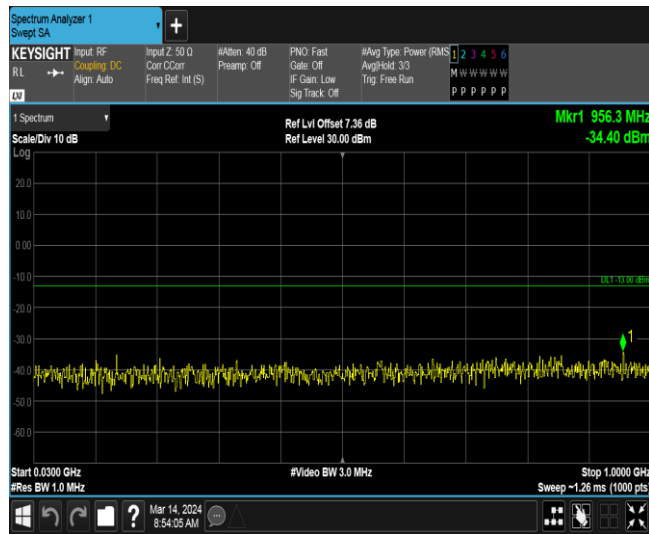 Spectrum Analyzer 1
Swept SA
+
KEYSIGHT
RL
LXI
Input: RF
Coupling: DC
Align: Auto
Input Z: 50 Ω
Corr CCorr
Freq Ref: Int (S)
#Atten: 40 dB
Preamp: Off
PNO: Fast
Gate: Off
IF Gain: Low
Sig Track: Off
#Avg Type: Power (RMS
Avg|Hold: 3/3
Trig: Free Run
1 2 3 4 5 6
M W W W W W
P P P P P P
1 Spectrum
Scale/Div 10 dB
Log
Ref Lvl Offset 7.36 dB
Ref Level 30.00 dBm
Mkr1 956.3 MHz
-34.40 dBm
20.0
10.0
0.00
-10.0
DL1 -13.00 dBm
-20.0
-30.0
1
-40.0
-50.0
-60.0
Start 0.0300 GHz
#Res BW 1.0 MHz
#Video BW 3.0 MHz
Stop 1.0000 GHz
Sweep ~1.26 ms (1000 pts)
?
Mar 14, 2024
8:54:05 AM